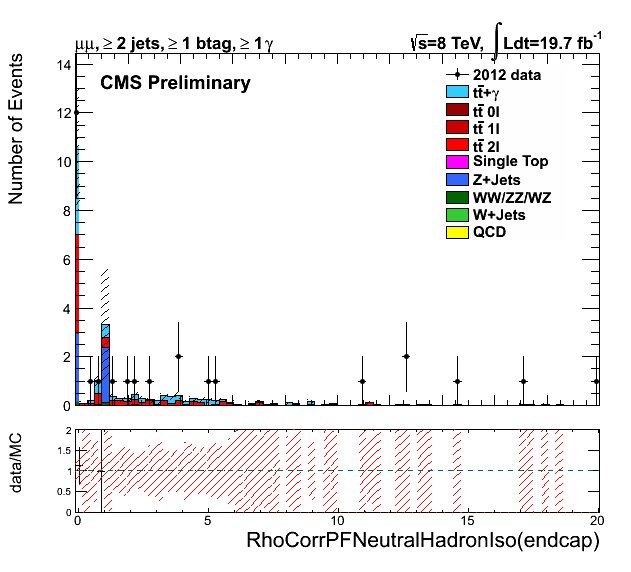 μμ, ≥ 2 jets, ≥ 1 btag, ≥ 1 γ
√s=8 TeV, ∫ Ldt=19.7 fb⁻¹
CMS Preliminary
2012 data
tt̄+γ
tt̄ 0l
tt̄ 1l
tt̄ 2l
Single Top
Z+Jets
WW/ZZ/WZ
W+Jets
QCD
Number of Events
14
12
10
8
6
4
2
0
data/MC
2
1.5
1
0.5
0
0 5 10 15 20
RhoCorrPFNeutralHadronIso(endcap)